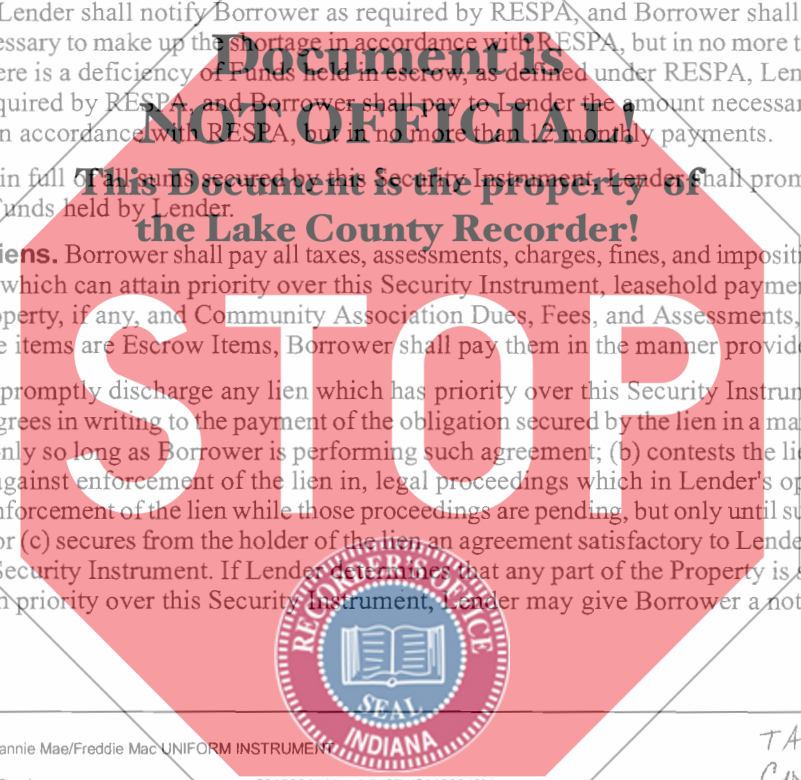 Lender shall notify Borrower as required by RESPA, and Borrower shall
essary to make up the shortage in accordance with RESPA, but in no more t
Document is
ere is a deficiency of Funds held in escrow, as defined under RESPA, Len
quired by RESPA, and Borrower shall pay to Lender the amount necessar
NOT OFFICIAL!
n accordance with RESPA, but in no more than 12 monthly payments.
in full of all sums secured by this Security Instrument, Lender shall prom
This Document is the property of
unds held by Lender.
the Lake County Recorder!
iens. Borrower shall pay all taxes, assessments, charges, fines, and impositi
which can attain priority over this Security Instrument, leasehold paymen
operty, if any, and Community Association Dues, Fees, and Assessments,
e items are Escrow Items, Borrower shall pay them in the manner provide
STOP
promptly discharge any lien which has priority over this Security Instrum
grees in writing to the payment of the obligation secured by the lien in a ma
nly so long as Borrower is performing such agreement; (b) contests the lie
gainst enforcement of the lien in, legal proceedings which in Lender's op
nforcement of the lien while those proceedings are pending, but only until su
or (c) secures from the holder of the lien an agreement satisfactory to Lende
Security Instrument. If Lender determines that any part of the Property is s
n priority over this Security Instrument, Lender may give Borrower a not
RECORDER'S OFFICE
SEAL
INDIANA
annie Mae/Freddie Mac UNIFORM INSTRUMENT
TA